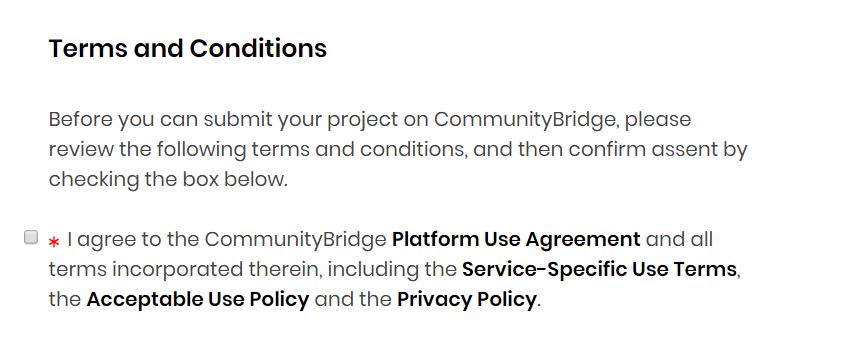 Terms and Conditions
Before you can submit your project on CommunityBridge, please
review the following terms and conditions, and then confirm assent by
checking the box below.
* I agree to the CommunityBridge Platform Use Agreement and all
terms incorporated therein, including the Service-Specific Use Terms,
the Acceptable Use Policy and the Privacy Policy.